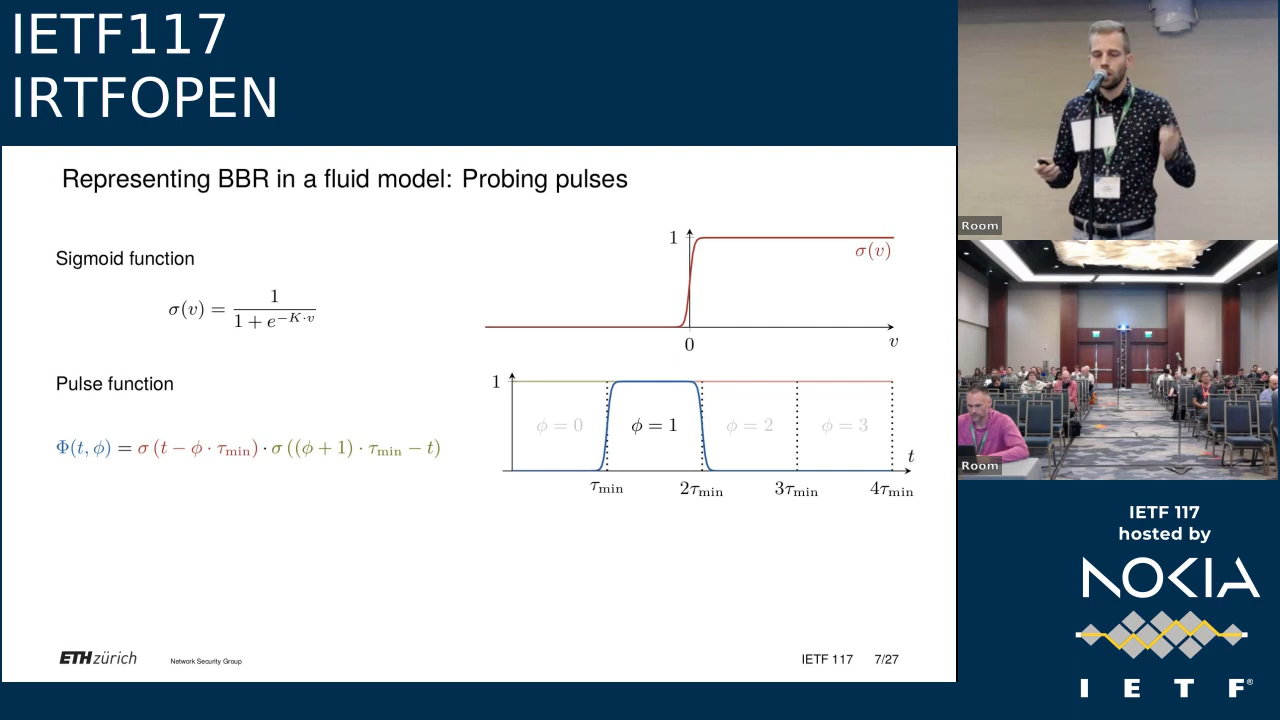 IETF117
IRTFOPEN
Representing BBR in a fluid model: Probing pulses
Sigmoid function
σ(v) = 1 / (1 + e^{−K·v})
1
σ(v)
0
v
Pulse function
Φ(t, ϕ) = σ (t − ϕ · τ_min) · σ ((ϕ + 1) · τ_min − t)
1
ϕ = 0
ϕ = 1
ϕ = 2
ϕ = 3
t
τ_min
2τ_min
3τ_min
4τ_min
ETH zürich
Network Security Group
IETF 117
7/27
Room
Room
IETF 117
hosted by
NOKIA
I E T F®